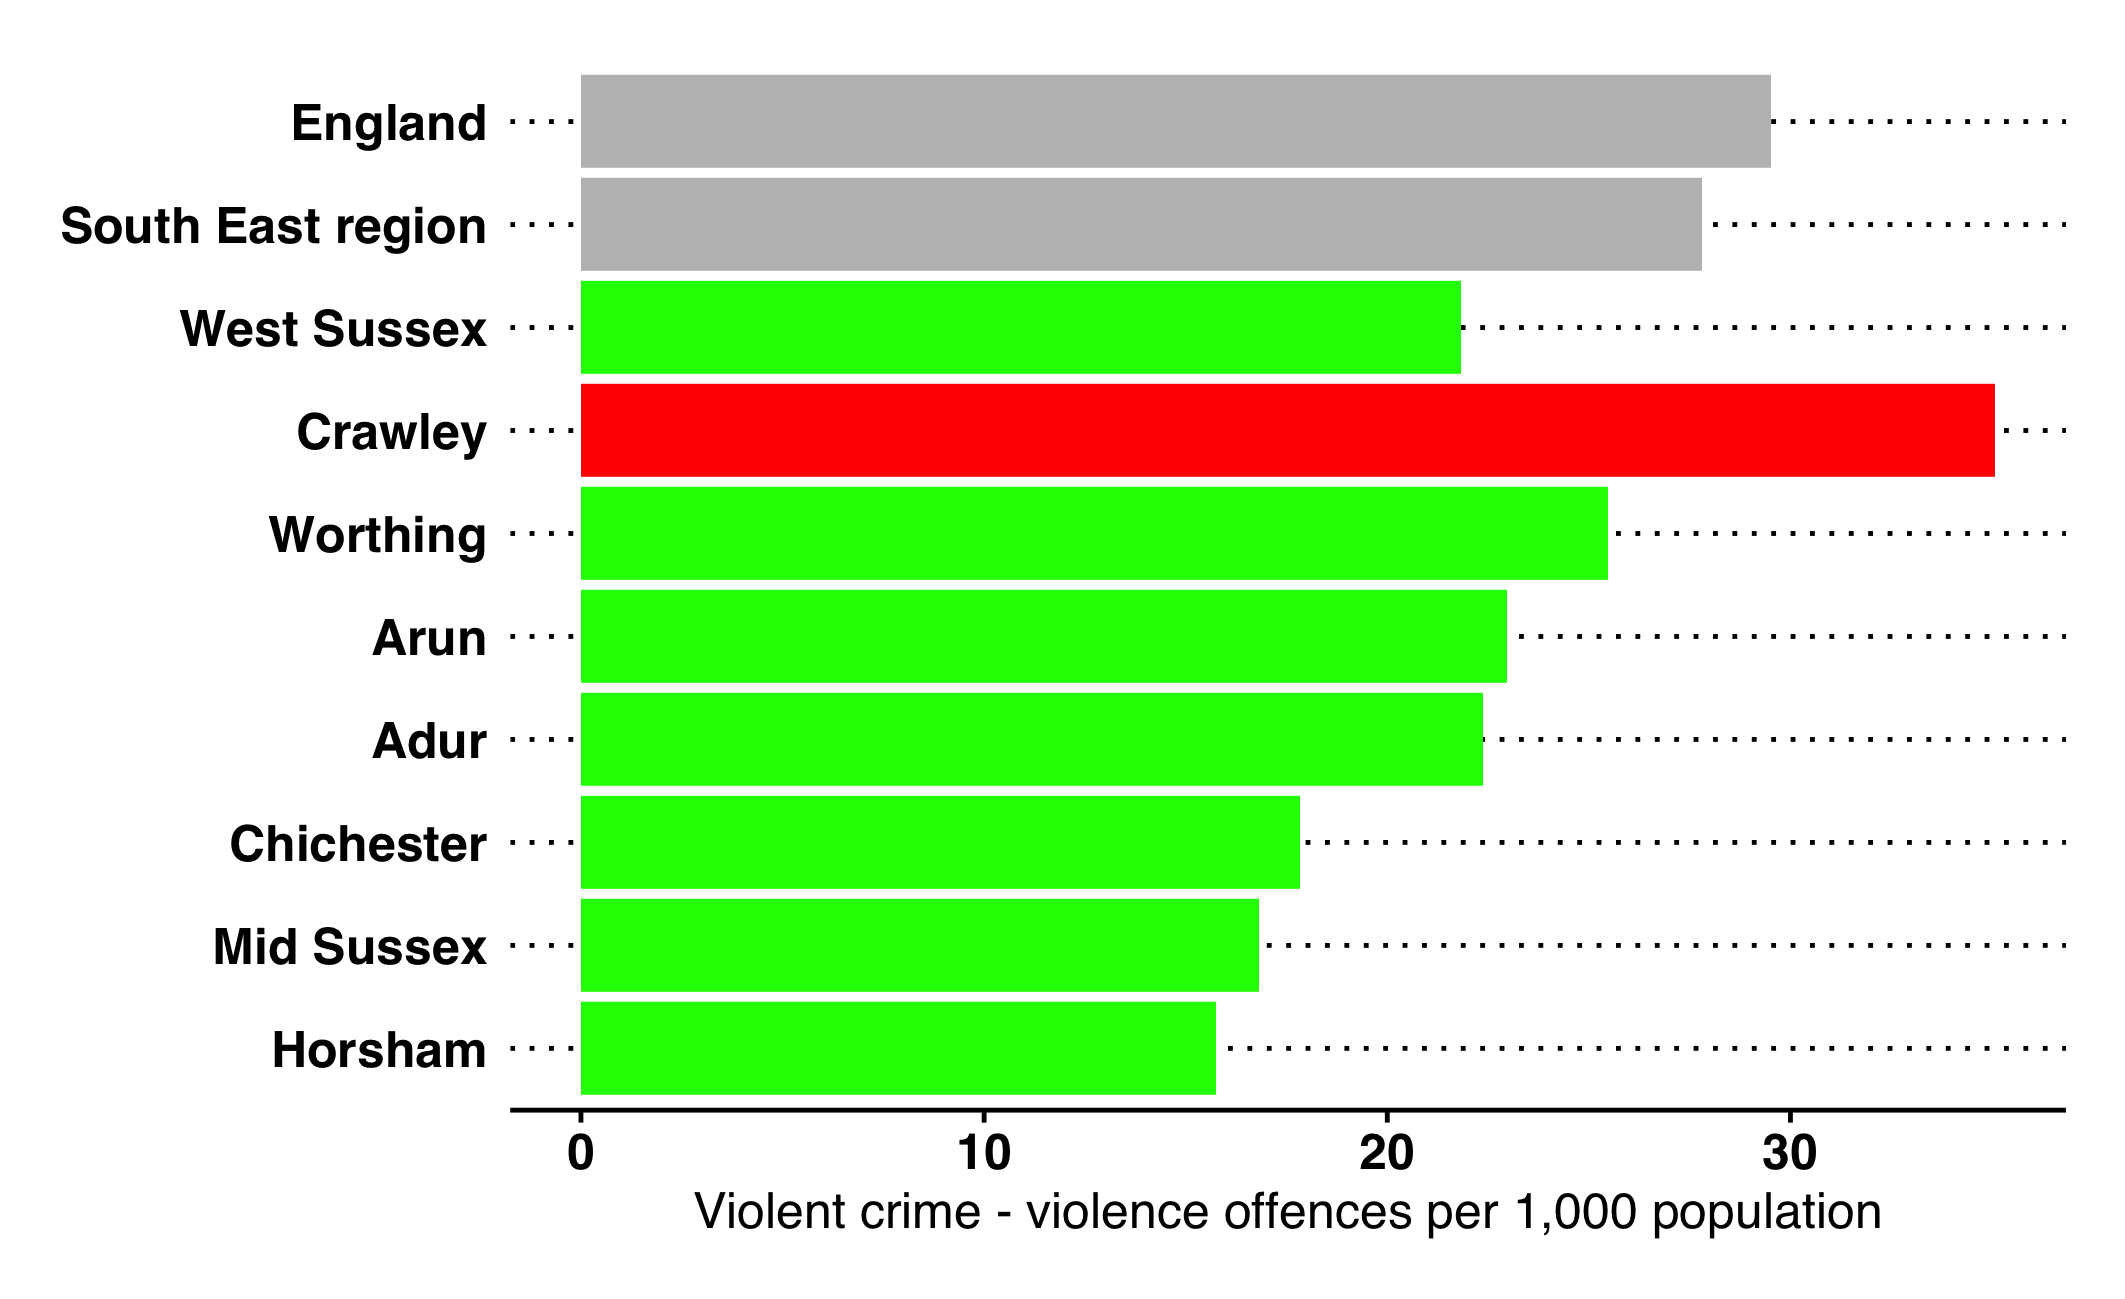 England
South East region
West Sussex
Crawley
Worthing
Arun
Adur
Chichester
Mid Sussex
Horsham
0 10 20 30
Violent crime - violence offences per 1,000 population